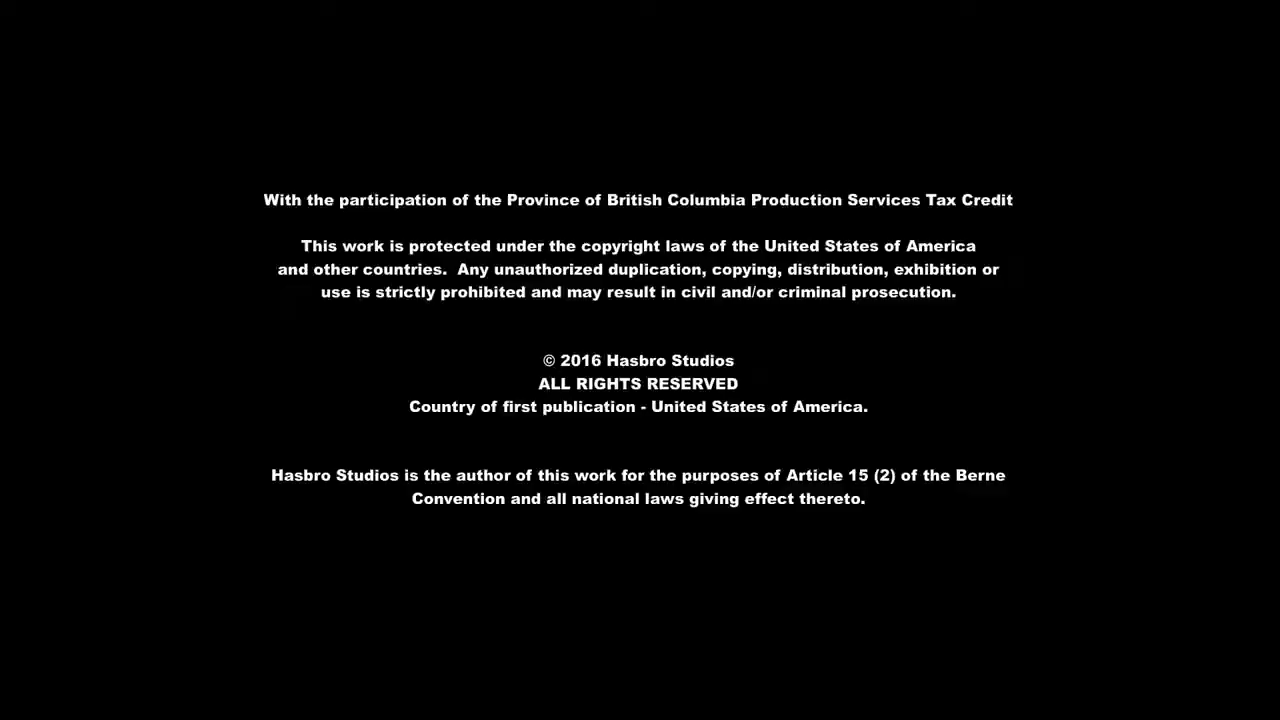 With the participation of the Province of British Columbia Production Services Tax Credit
This work is protected under the copyright laws of the United States of America
and other countries.  Any unauthorized duplication, copying, distribution, exhibition or
use is strictly prohibited and may result in civil and/or criminal prosecution.
© 2016 Hasbro Studios
ALL RIGHTS RESERVED
Country of first publication - United States of America.
Hasbro Studios is the author of this work for the purposes of Article 15 (2) of the Berne
Convention and all national laws giving effect thereto.